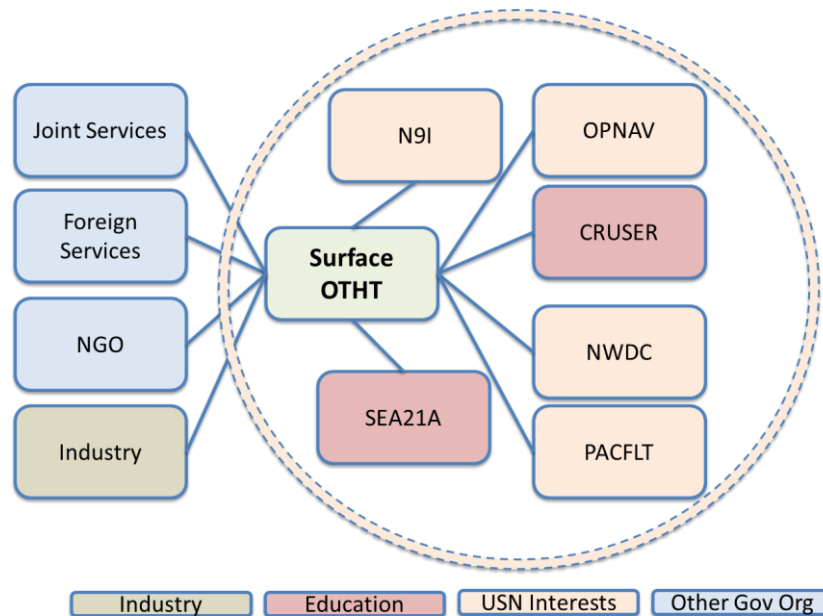 Joint Services
Foreign
Services
NGO
Industry
N9I
Surface
OTHT
SEA21A
OPNAV
CRUSER
NWDC
PACFLT
Industry
Education
USN Interests
Other Gov Org